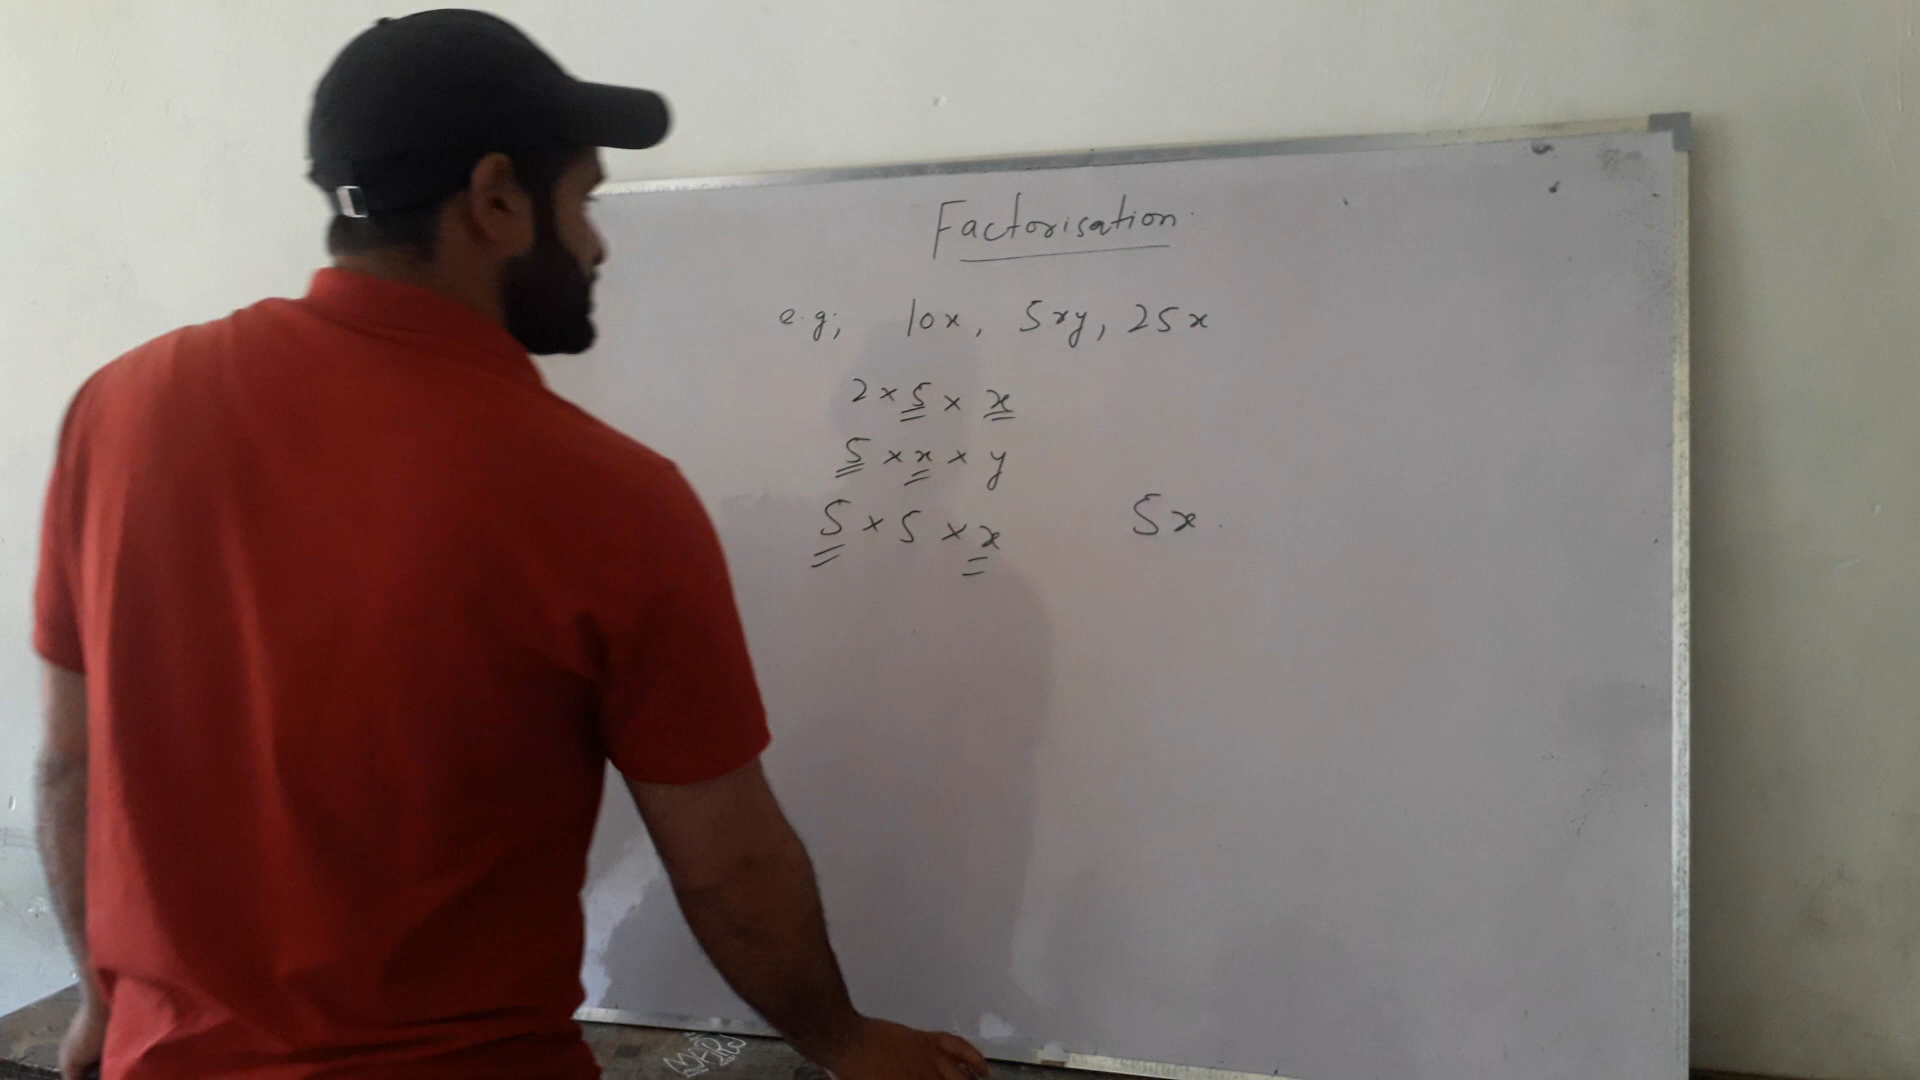 Factorisation
e.g; 10x, 5xy, 25x
2 × 5 × x
5 × x × y
5 × 5 × x 5x.